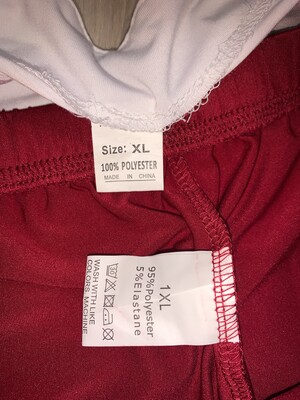 Size: XL
100% POLYESTER
MADE IN CHINA
1XL
95%Polyester
5%Elastane
WASH WITH LIKE
COLORS. MACHINE